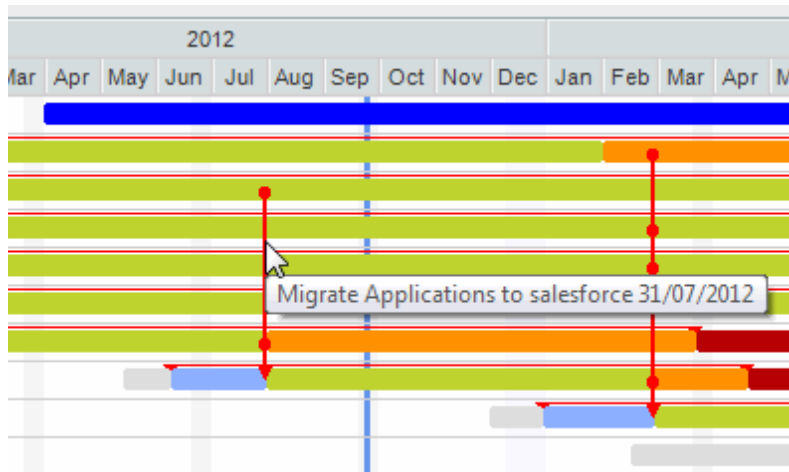 2012
Mar Apr May Jun Jul Aug Sep Oct Nov Dec Jan Feb Mar Apr M
Migrate Applications to salesforce 31/07/2012